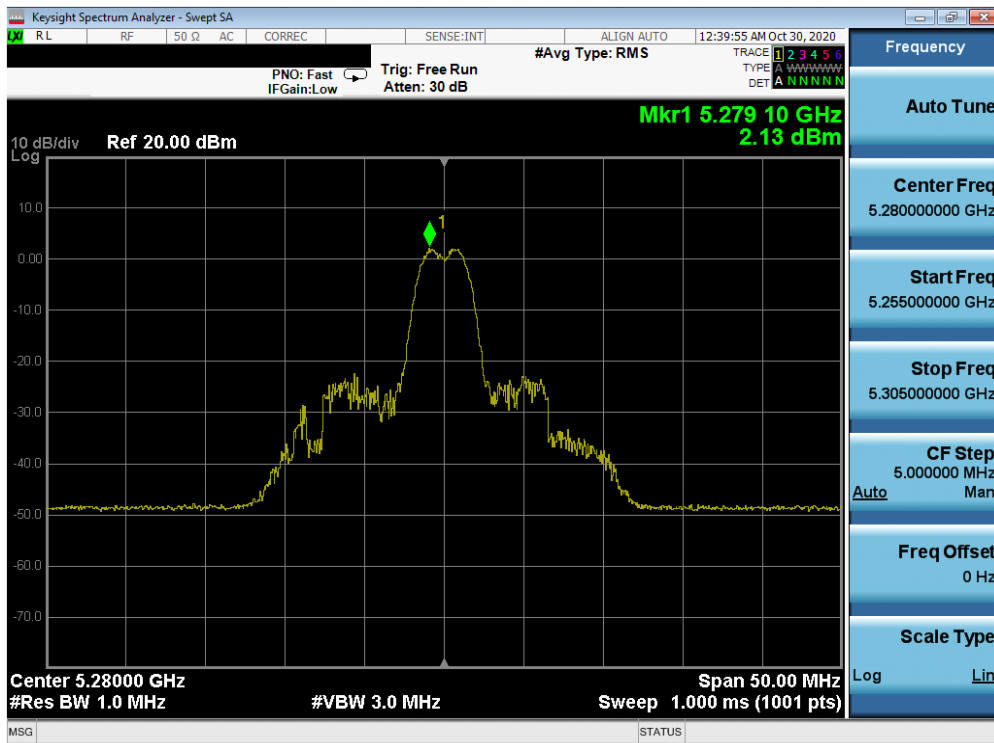 Keysight Spectrum Analyzer - Swept SA
LXI RL RF 50 Ω AC CORREC SENSE:INT ALIGN AUTO 12:39:55 AM Oct 30, 2020
#Avg Type: RMS
TRACE 1 2 3 4 5 6
TYPE A WWWWW
DET A N N N N N
PNO: Fast
IFGain:Low
Trig: Free Run
Atten: 30 dB
Mkr1 5.279 10 GHz
2.13 dBm
10 dB/div
Log
Ref 20.00 dBm
1
10.0
0.00
-10.0
-20.0
-30.0
-40.0
-50.0
-60.0
-70.0
Center 5.28000 GHz
Span 50.00 MHz
#Res BW 1.0 MHz
#VBW 3.0 MHz
Sweep 1.000 ms (1001 pts)
MSG
STATUS
Frequency
Auto Tune
Center Freq
5.280000000 GHz
Start Freq
5.255000000 GHz
Stop Freq
5.305000000 GHz
CF Step
5.000000 MHz
Auto Man
Freq Offset
0 Hz
Scale Type
Log Lin